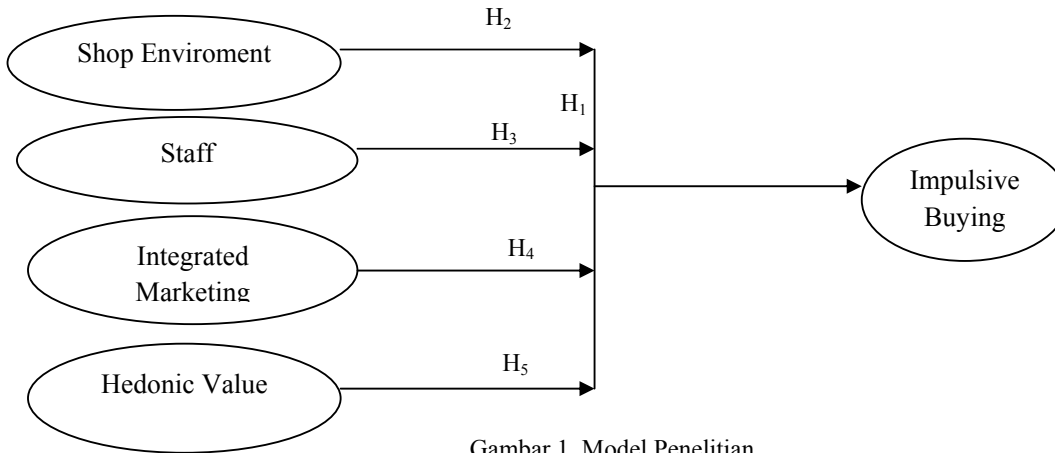 H₂
Shop Enviroment
H₁
H₃
Staff
Impulsive
Buying
H₄
Integrated
Marketing
H₅
Hedonic Value
Gambar 1. Model Penelitian